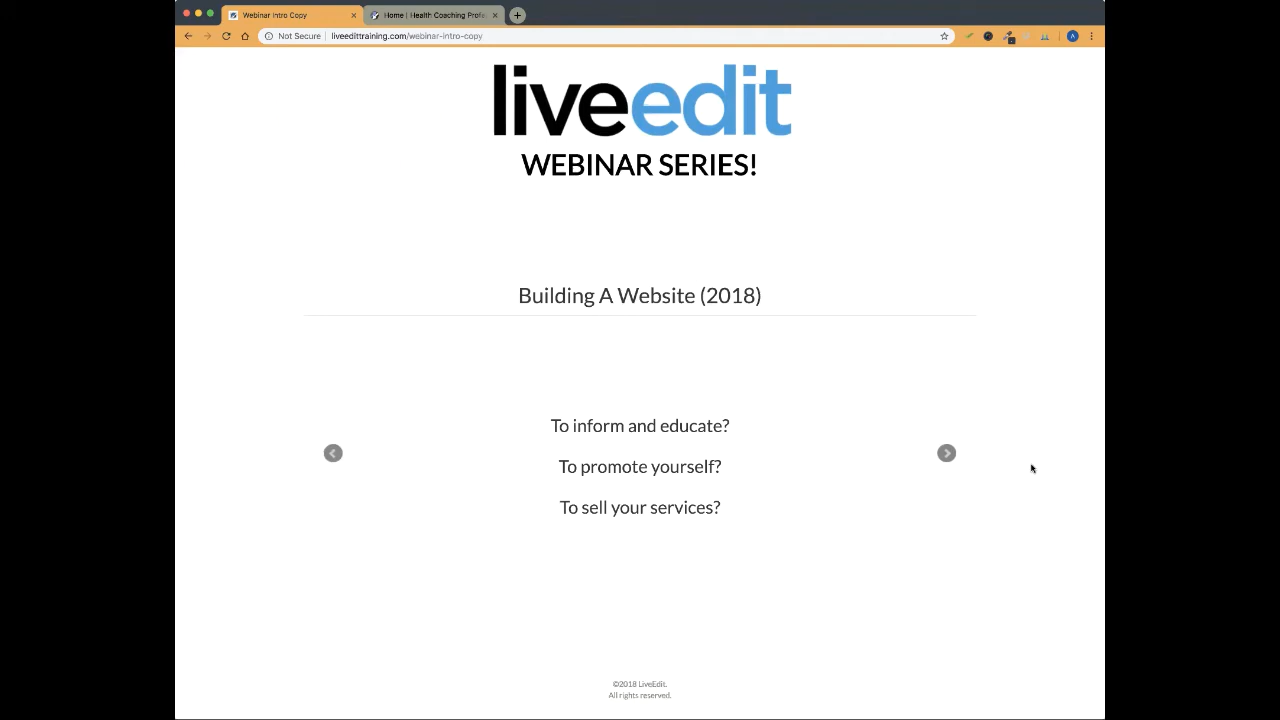 Webinar Intro Copy
Home | Health Coaching Profe
Not Secure | liveedittraining.com/webinar-intro-copy
liveedit
WEBINAR SERIES!
Building A Website (2018)
To inform and educate?
To promote yourself?
To sell your services?
©2018 LiveEdit.
All rights reserved.